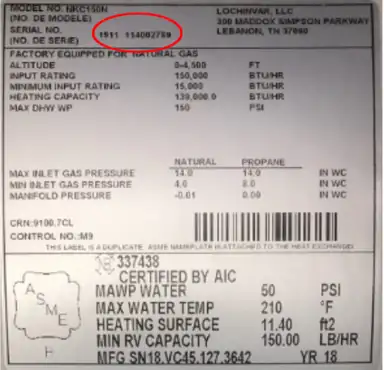 MODEL NO. NKC150N
(NO. DE MODELE)
SERIAL NO.
(NO. DE SERIE)
1911 114002789
LOCHINVAR, LLC
300 MADDOX SIMPSON PARKWAY
LEBANON, TN 37090
FACTORY EQUIPPED FOR NATURAL GAS
ALTITUDE 0-4,500 FT
INPUT RATING 150,000 BTU/HR
MINIMUM INPUT RATING 15,000 BTU/HR
HEATING CAPACITY 139,000.0 BTU/HR
MAX DHW WP 150 PSI
NATURAL PROPANE
MAX INLET GAS PRESSURE 14.0 14.0 IN WC
MIN INLET GAS PRESSURE 4.0 8.0 IN WC
MANIFOLD PRESSURE -0.01 0.00 IN WC
CRN:9100.7CL
CONTROL NO.:M9
THIS LABEL IS A DUPLICATE. ASME NAMEPLATE IS ATTACHED TO THE HEAT EXCHANGER
337438
CERTIFIED BY AIC
MAWP WATER 50 PSI
MAX WATER TEMP 210 °F
HEATING SURFACE 11.40 ft2
MIN RV CAPACITY 150.00 LB/HR
MFG SN18.VC45.127.3642 YR 18
ASME
H